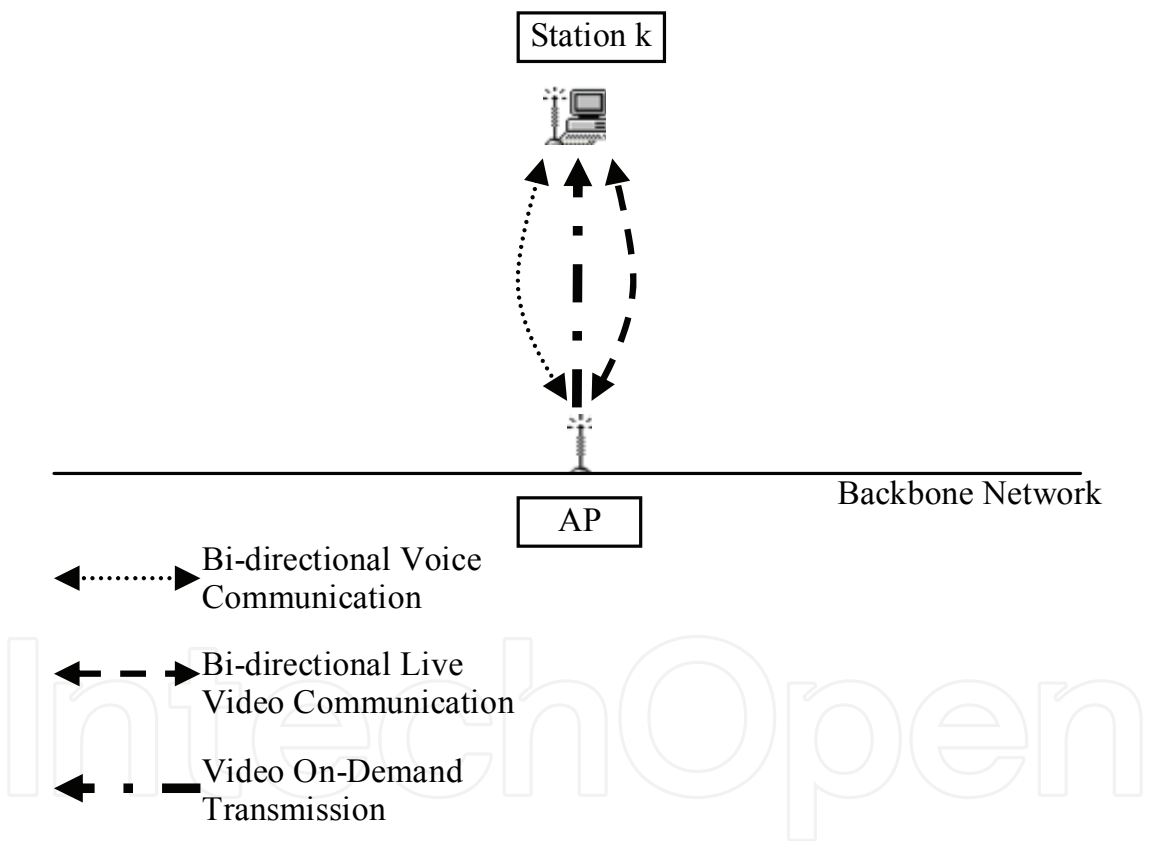 Station k
Backbone Network
AP
Bi-directional Voice
Communication
Bi-directional Live
Video Communication
Video On-Demand
Transmission
IntechOpen